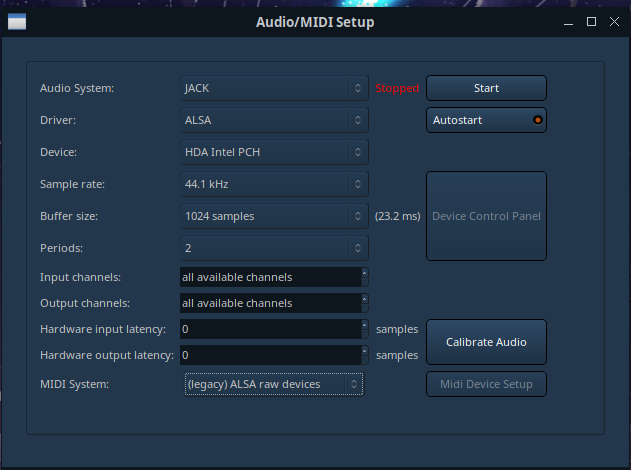 Audio/MIDI Setup
Audio System: JACK Stopped Start
Driver: ALSA Autostart
Device: HDA Intel PCH
Sample rate: 44.1 kHz
Buffer size: 1024 samples (23.2 ms) Device Control Panel
Periods: 2
Input channels: all available channels
Output channels: all available channels
Hardware input latency: 0 samples
Hardware output latency: 0 samples
Calibrate Audio
MIDI System: (legacy) ALSA raw devices Midi Device Setup